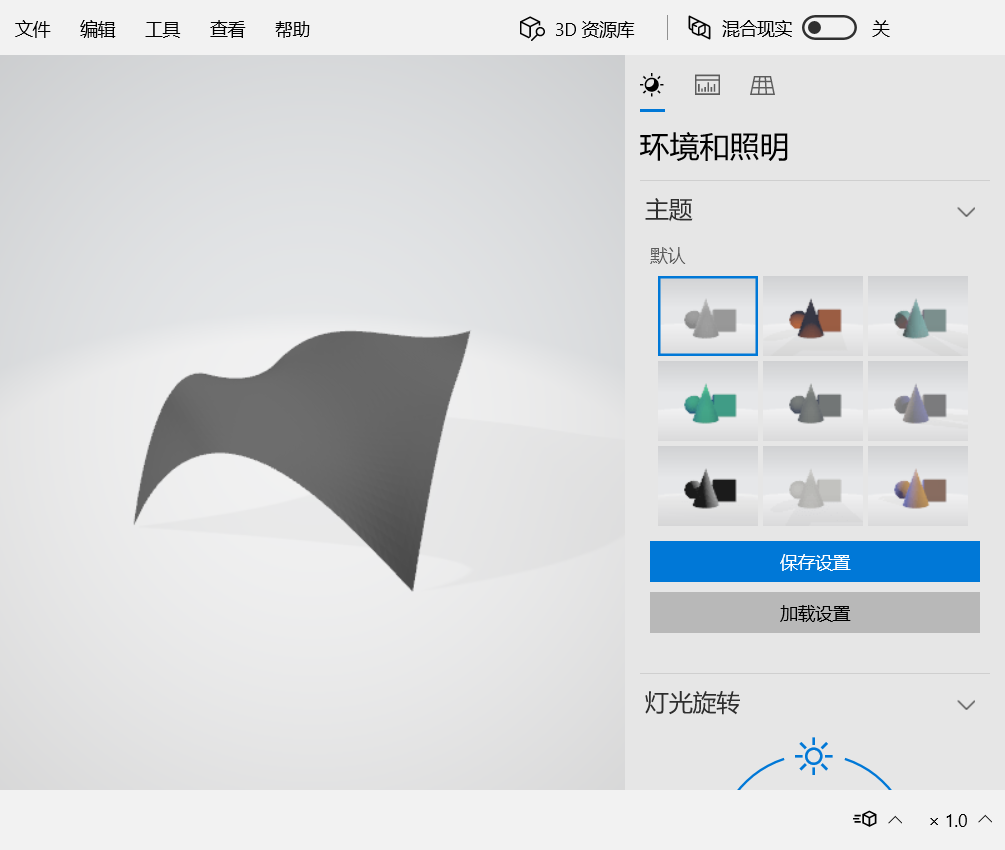 文件 编辑 工具 查看 帮助 3D 资源库 混合现实 关
环境和照明
主题
默认
保存设置
加载设置
灯光旋转
× 1.0